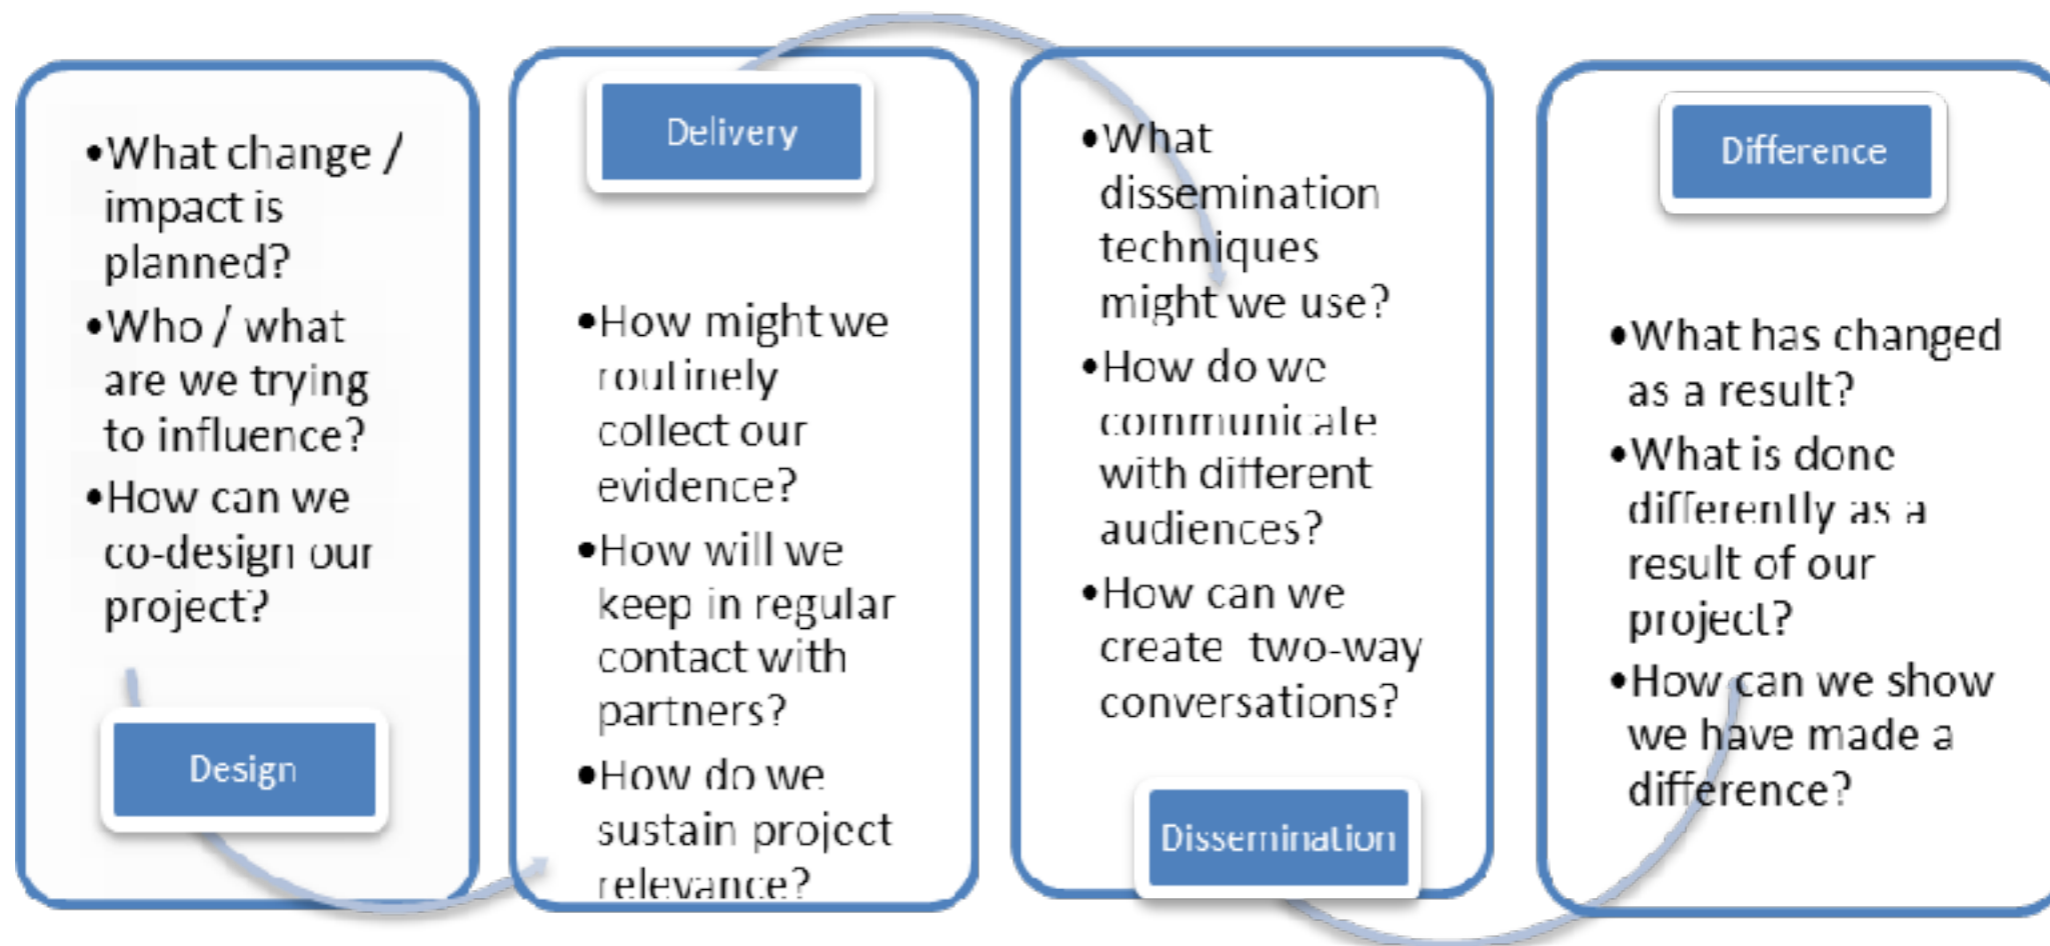 •What change /
impact is
planned?
•Who / what
are we trying
to influence?
•How can we
co-design our
project?
Design
Delivery
•How might we
routinely
collect our
evidence?
•How will we
keep in regular
contact with
partners?
•How do we
sustain project
relevance?
•What
dissemination
techniques
might we use?
•How do we
communicate
with different
audiences?
•How can we
create two-way
conversations?
Dissemination
Difference
•What has changed
as a result?
•What is done
differently as a
result of our
project?
•How can we show
we have made a
difference?